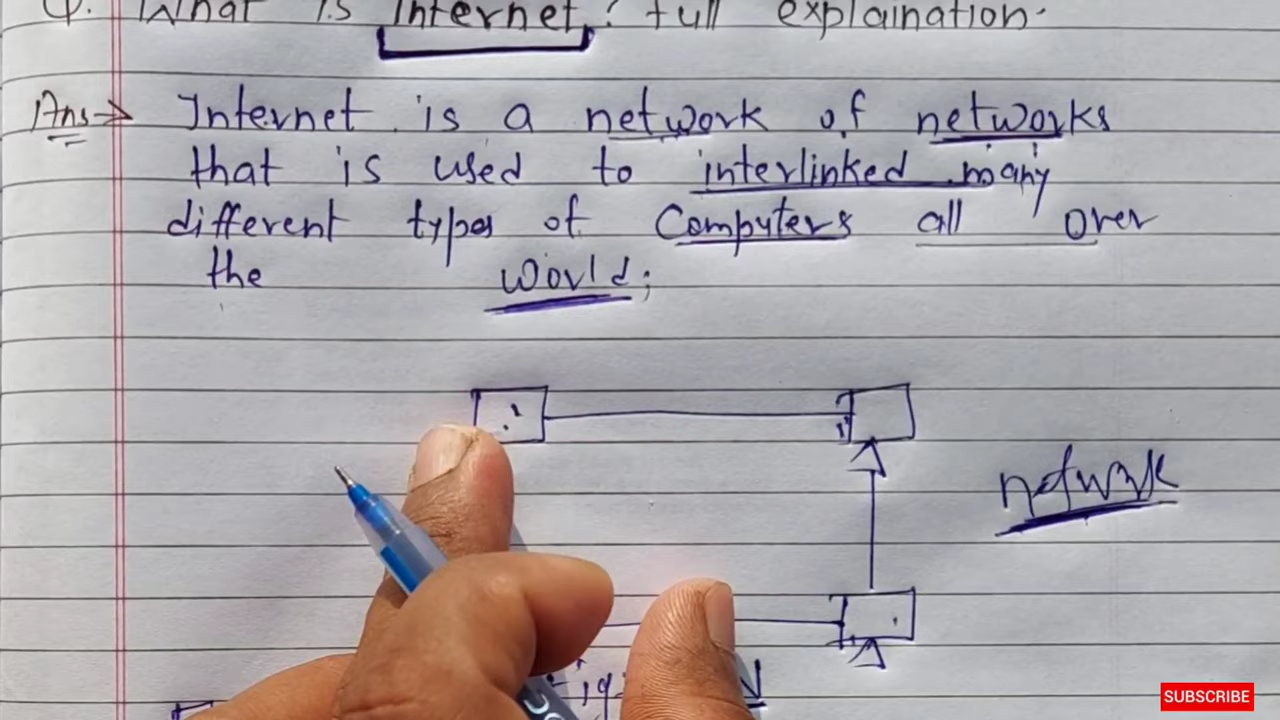 Q. What is internet? full explaination.
Ans→ Internet is a network of networks
that is used to interlinked many
different types of Computers all over
the world;
network
SUBSCRIBE